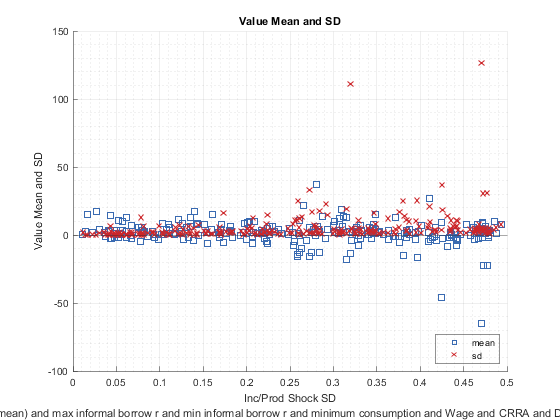 Value Mean and SD
150
100
50
0
-50
-100
Value Mean and SD
0
0.05
0.1
0.15
0.2
0.25
0.3
0.35
0.4
0.45
0.5
mean
sd
Inc/Prod Shock SD
mean) and max informal borrow r and min informal borrow r and minimum consumption and Wage and CRRA and